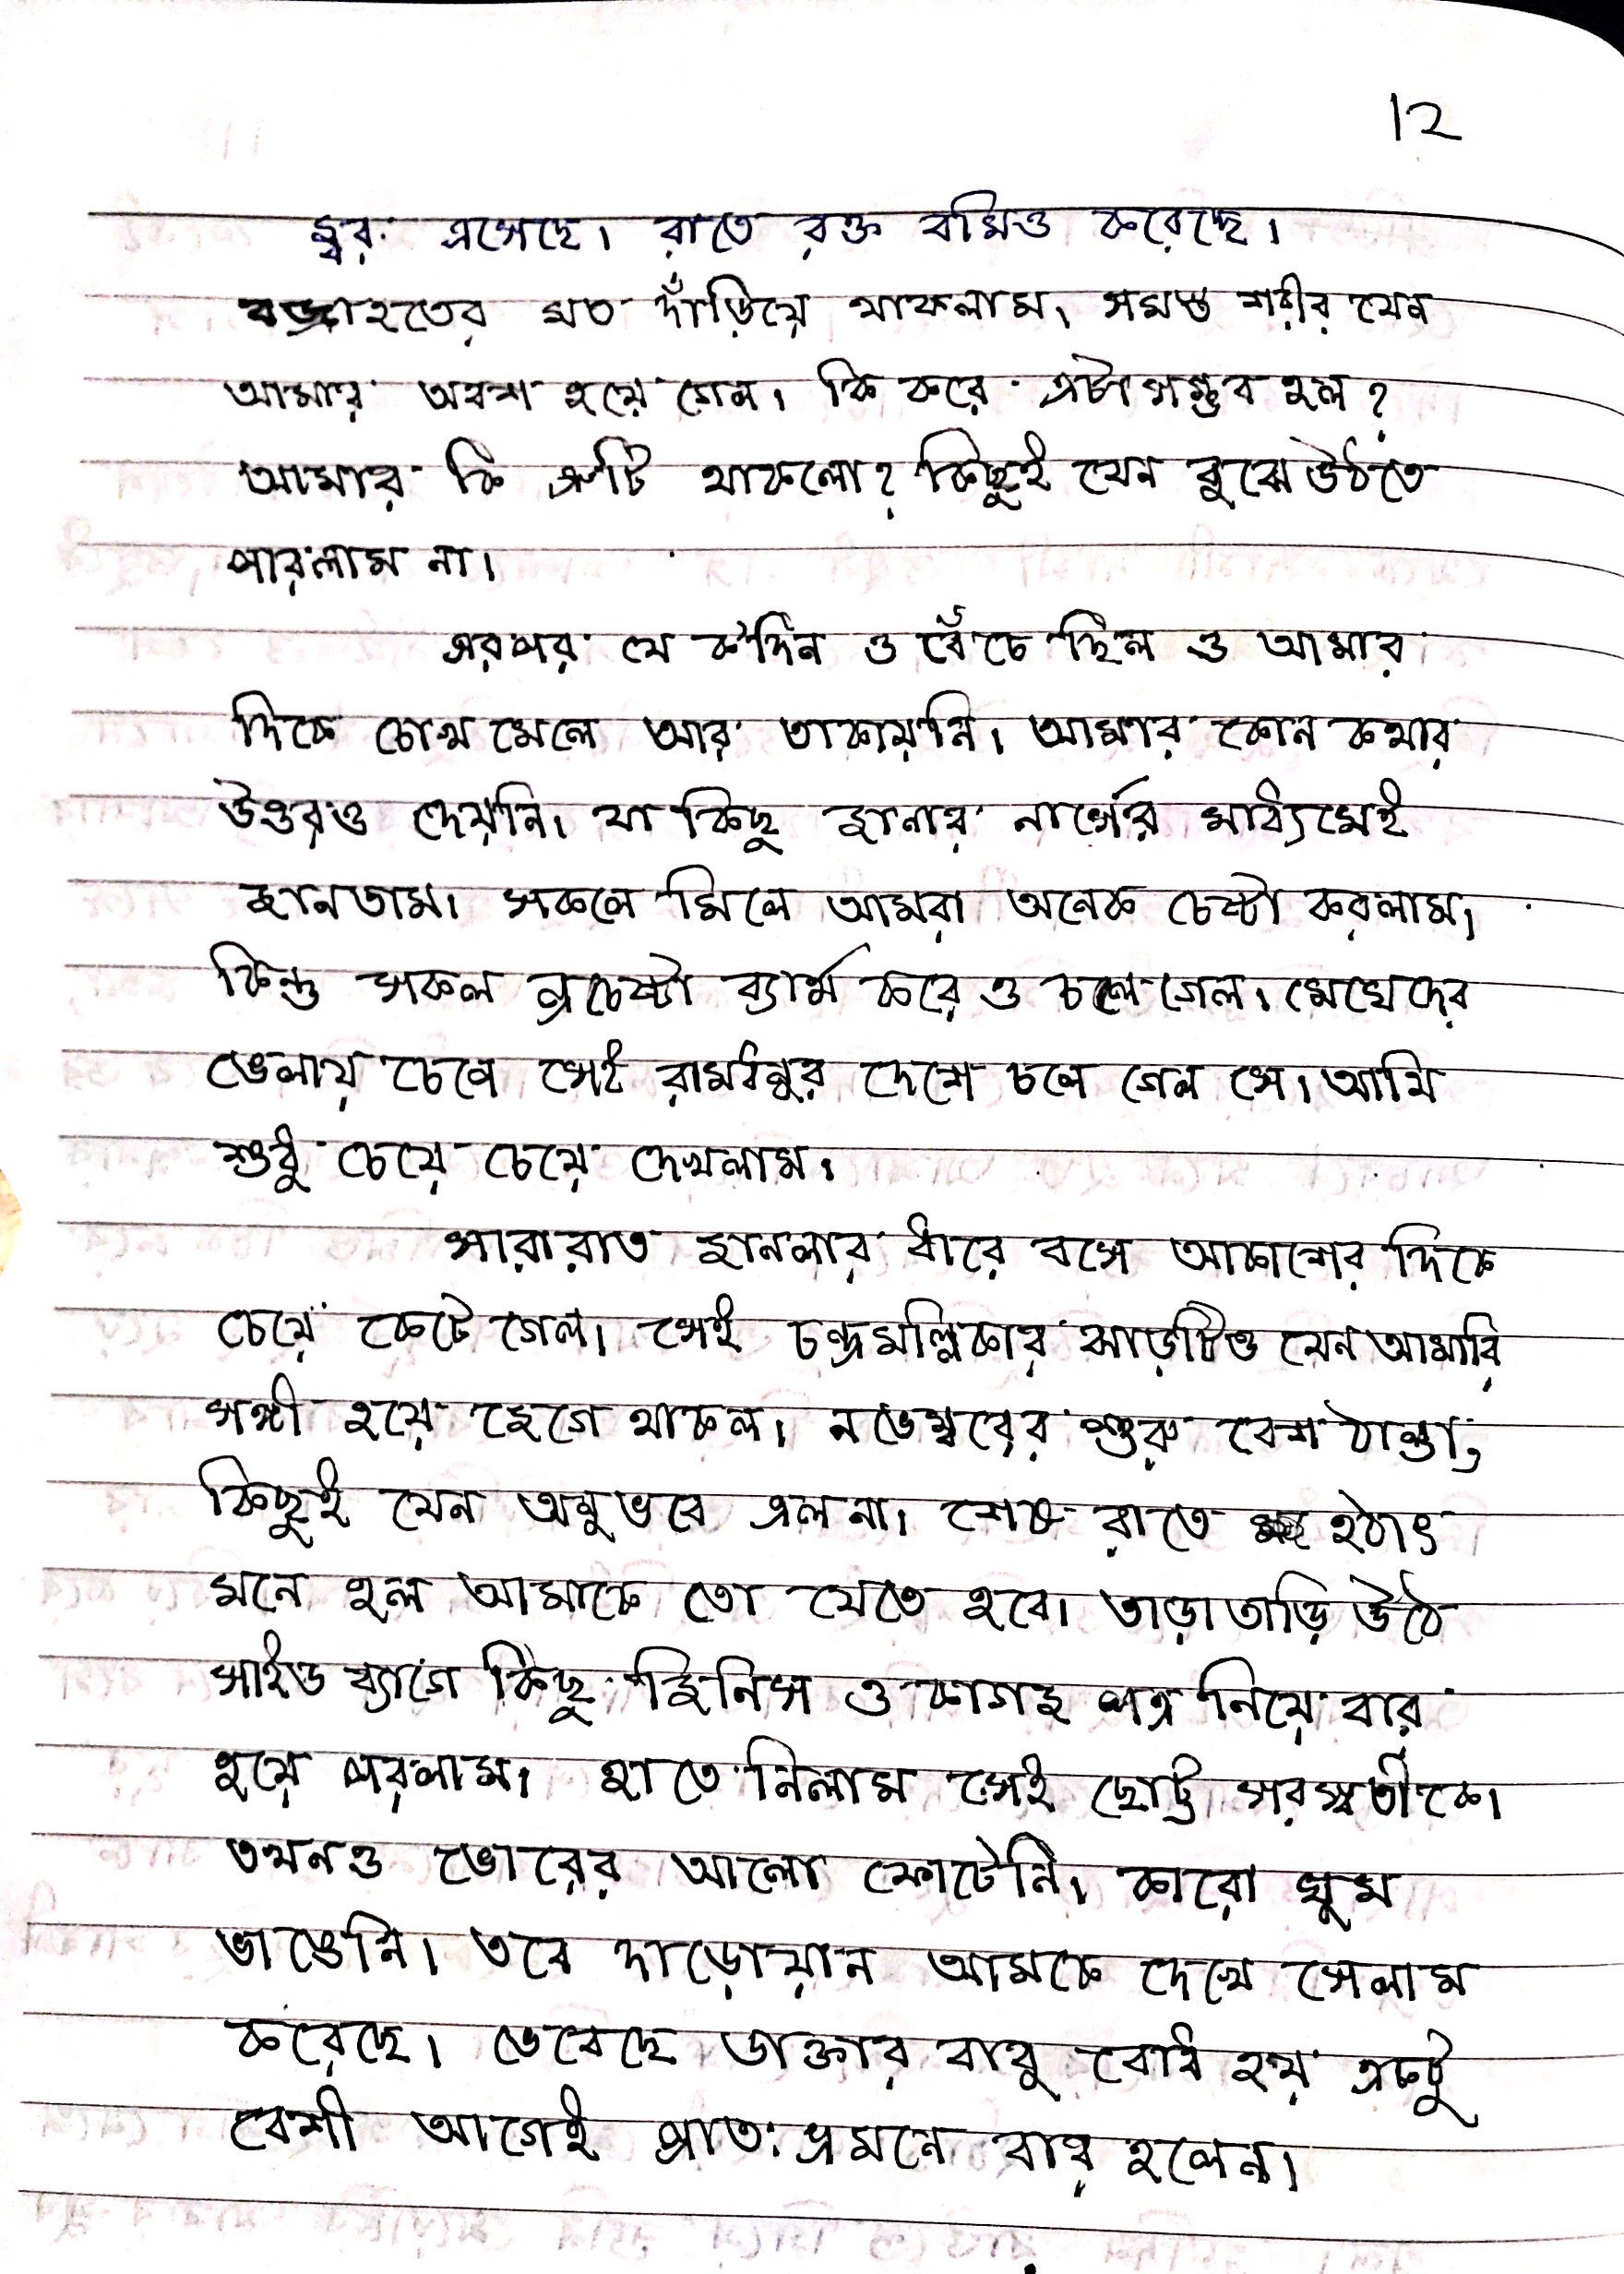 12
জ্বর এসেছে। রাতে রক্ত বমিও করেছে।
বজ্রাহতের মত দাঁড়িয়ে থাকলাম। সমস্ত শরীর যেন
আমার অবশ হয়ে গেল। কি করে এটা সম্ভব হল?
আমার কি ত্রুটি থাকলো? কিছুই যেন বুঝে উঠতে
পারলাম না।
এরপর যে ক'দিন ও বেঁচে ছিল ও আমার
দিকে চোখ মেলে আর তাকায়নি। আমার কোন কথার
উত্তরও দেয়নি। যা কিছু জানার নার্সের মাধ্যমেই
জানতাম। সকলে মিলে আমরা অনেক চেষ্টা করলাম।
কিন্তু সকল প্রচেষ্টা ব্যার্থ করে ও চলে গেল। মেঘেদের
ভেলায় চেপে সেই রামধনুর দেশে চলে গেল সে। আমি
শুধু চেয়ে চেয়ে দেখলাম।
সারারাত জানলার ধারে বসে আকাশের দিকে
চেয়ে কেটে গেল। সেই চন্দ্রমল্লিকার ঝাড়টিও যেন আমারি
সঙ্গী হয়ে জেগে থাকল। নভেম্বরের শুরু বেশ ঠাণ্ডা,
কিছুই যেন অনুভবে এল না। শেষ রাতে হঠাৎ
মনে হল আমাকে তো যেতে হবে। তাড়াতাড়ি উঠে
সাইড ব্যাগে কিছু জিনিস ও কাগজ পত্র নিয়ে বার
হয়ে পরলাম। হাতে নিলাম সেই ছোট্ট সরস্বতীকে।
তখনও ভোরের আলো ফোটেনি। কারো ঘুম
ভাঙেনি। তবে দাড়োয়ান আমাকে দেখে সেলাম
করেছে। ভেবেছে ডাক্তার বাবু বোধ হয় একটু
বেশী আগেই প্রাতঃ ভ্রমনে বার হলেন।